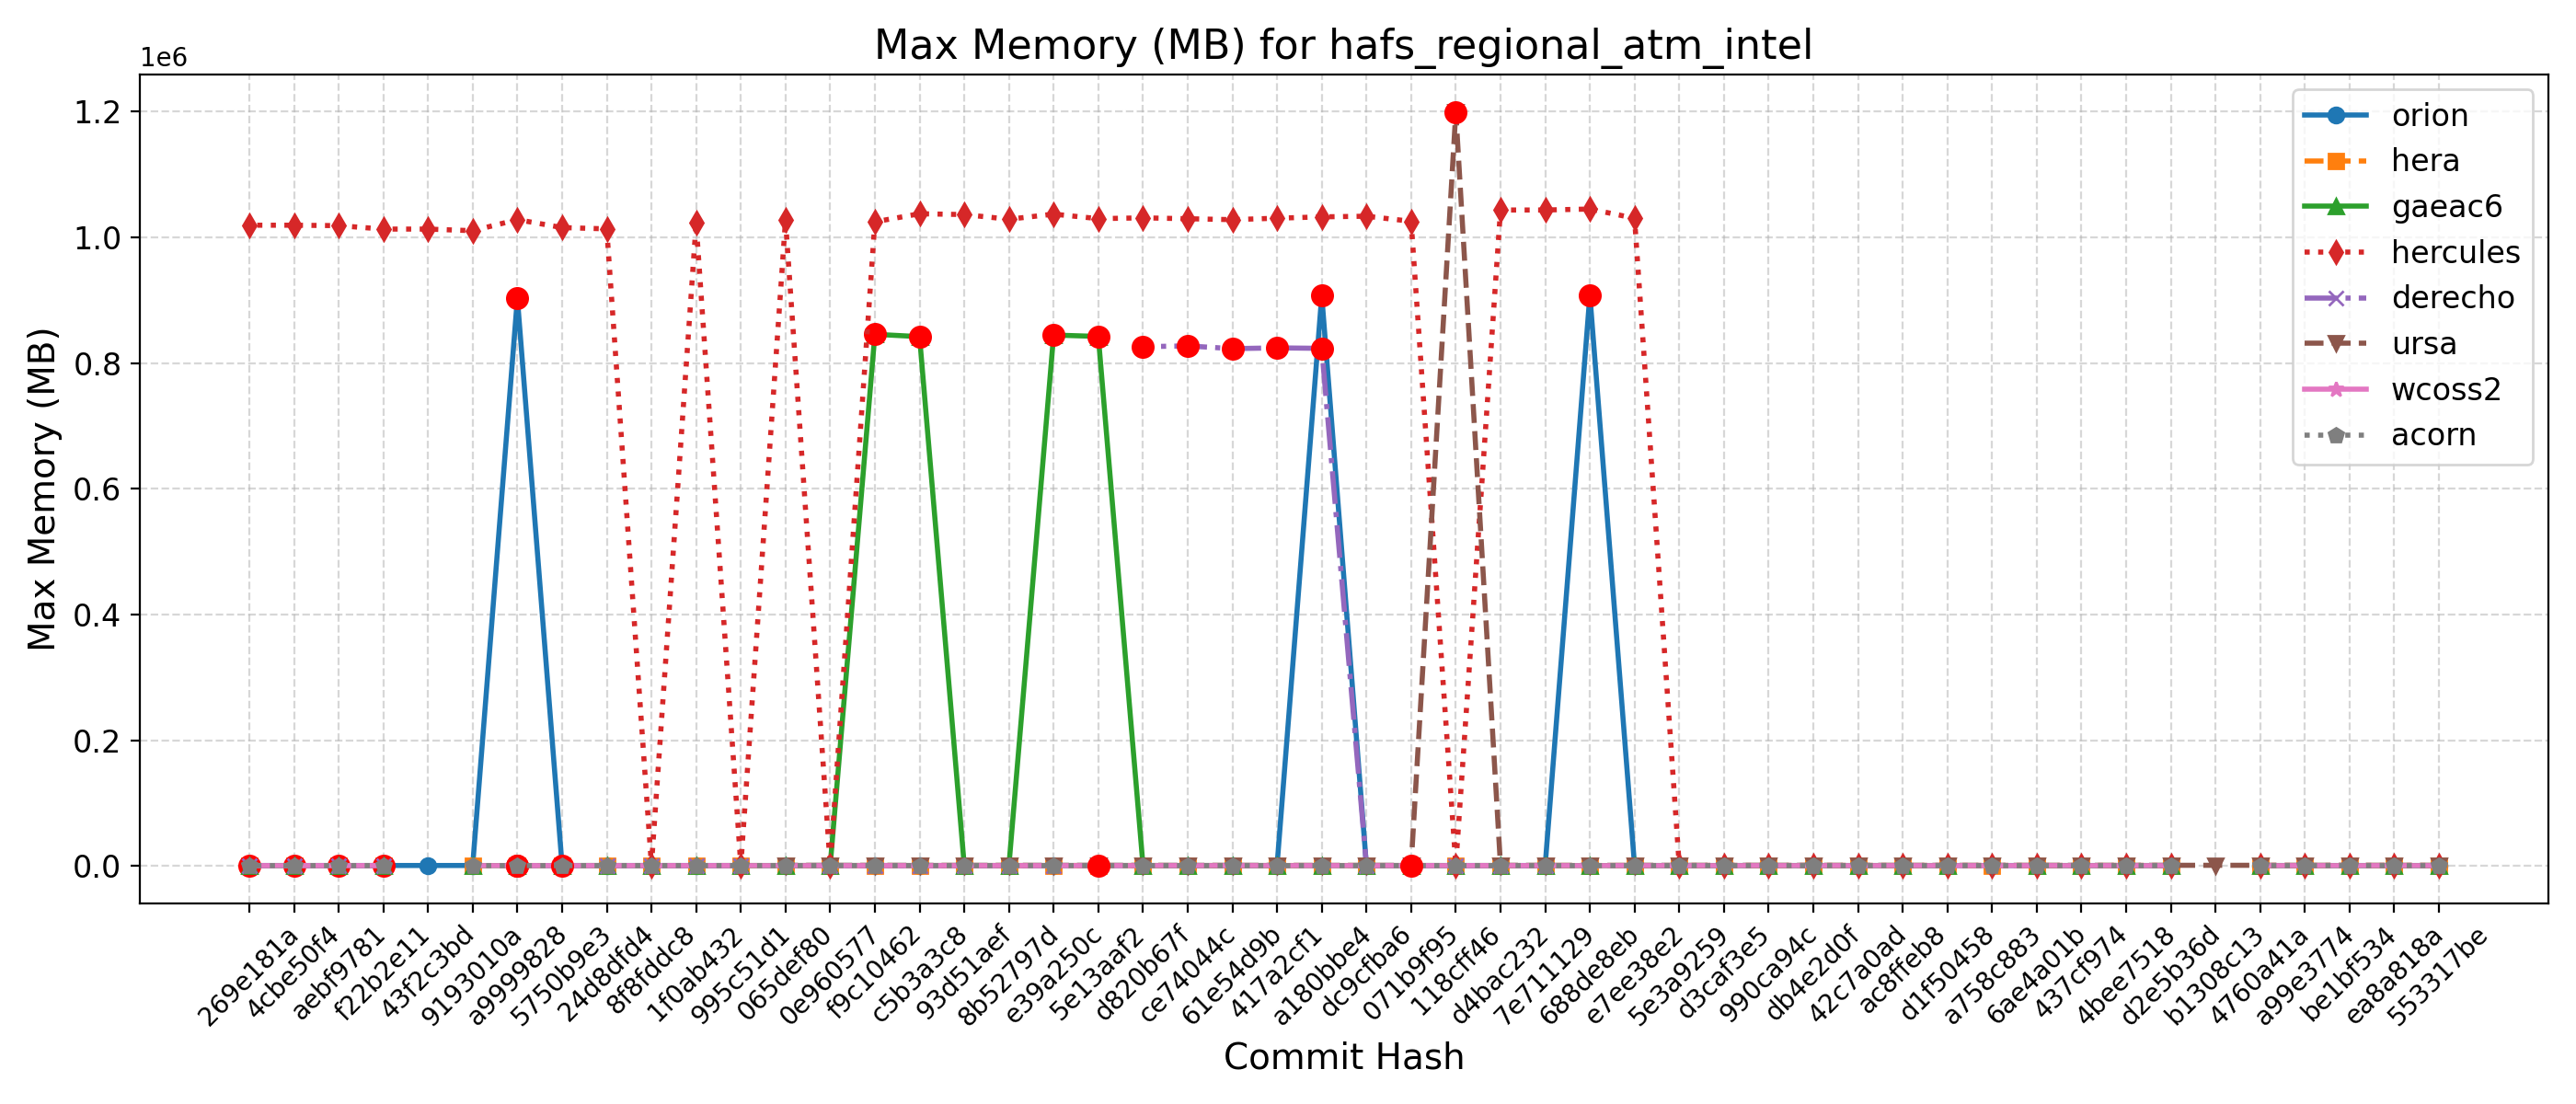 Max Memory (MB) for hafs_regional_atm_intel
1e6
1.2
1.0
0.8
0.6
0.4
0.2
0.0
Max Memory (MB)
orion
hera
gaeac6
hercules
derecho
ursa
wcoss2
acorn
269e181a
4cbe50f4
aebf9781
f22b2e11
43f2c3bd
9193010a
a9999828
5750b9e3
24d8dfd4
8f8fddc8
1f0ab432
995c51d1
065def80
0e960577
f9c10462
c5b3a3c8
93d51aef
8b52797d
e39a250c
5e13aaf2
d820b67f
ce74044c
61e54d9b
417a2cf1
a180bbe4
dc9cfba6
071b9f95
118cff46
d4bac232
7e711129
688de8eb
e7ee38e2
5e3a9259
d3caf3e5
990ca94c
db4e2d0f
42c7a0ad
ac8ffeb8
d1f50458
a758c883
6ae4a01b
437cf974
4bee7518
d2e5b36d
b1308c13
4760a41a
a99e3774
be1bf534
ea8a818a
553317be
Commit Hash